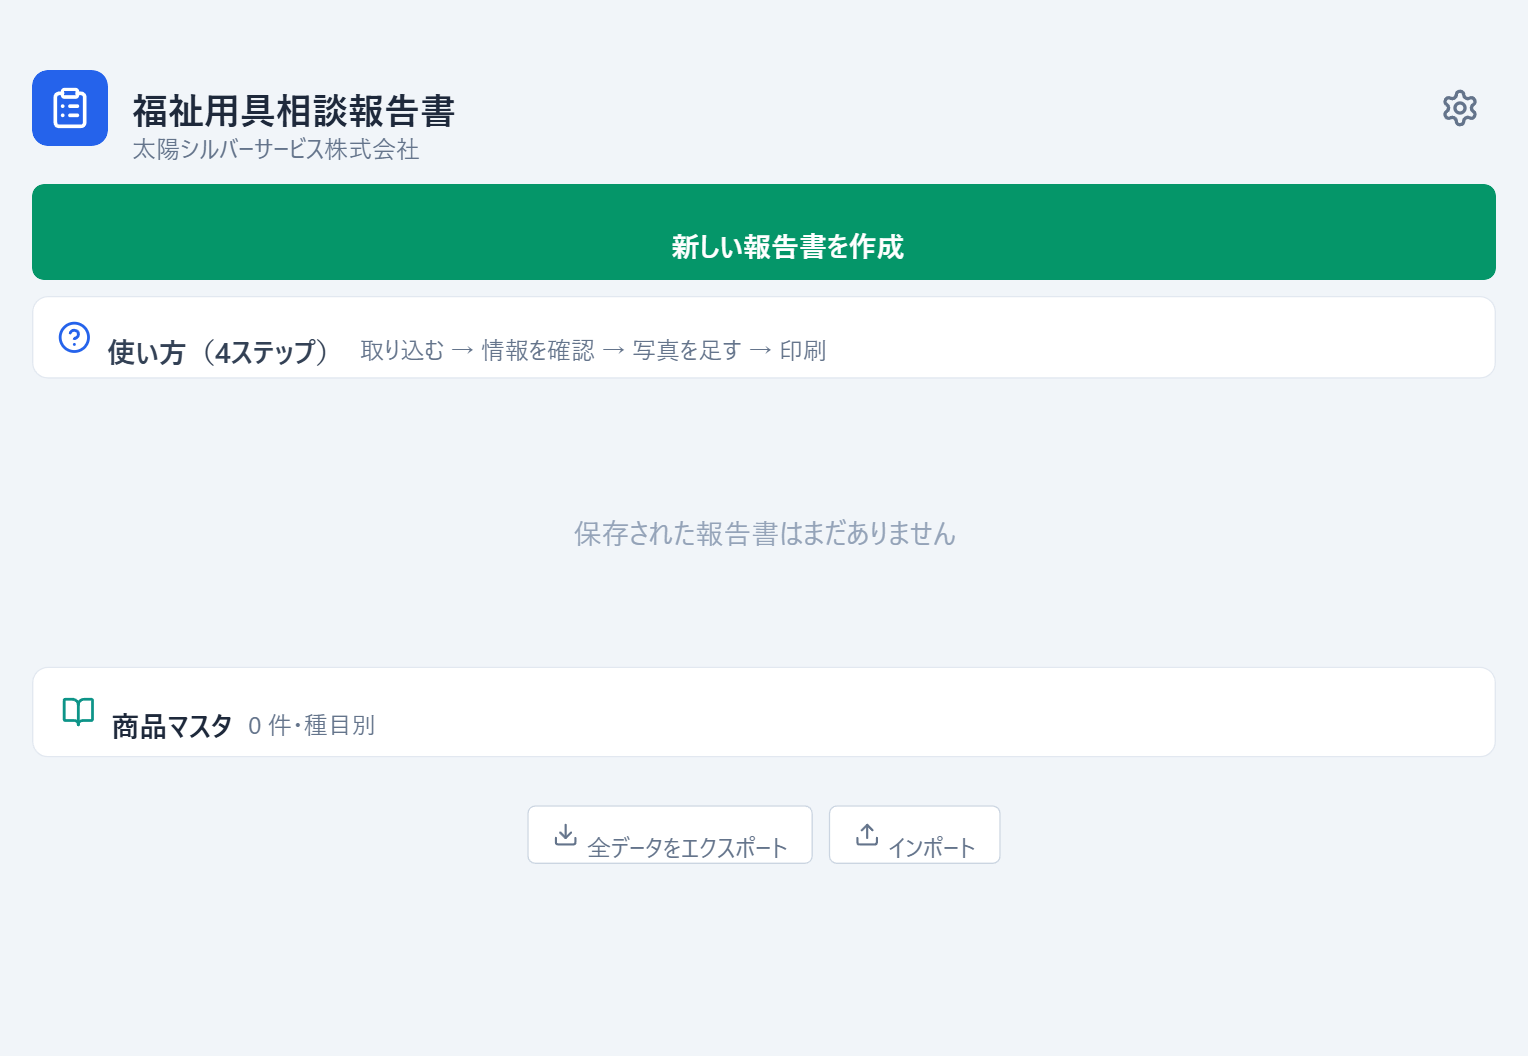 福祉用具相談報告書
太陽シルバーサービス株式会社
新しい報告書を作成
使い方（4ステップ） 取り込む → 情報を確認 → 写真を足す → 印刷
保存された報告書はまだありません
商品マスタ 0 件・種目別
全データをエクスポート インポート